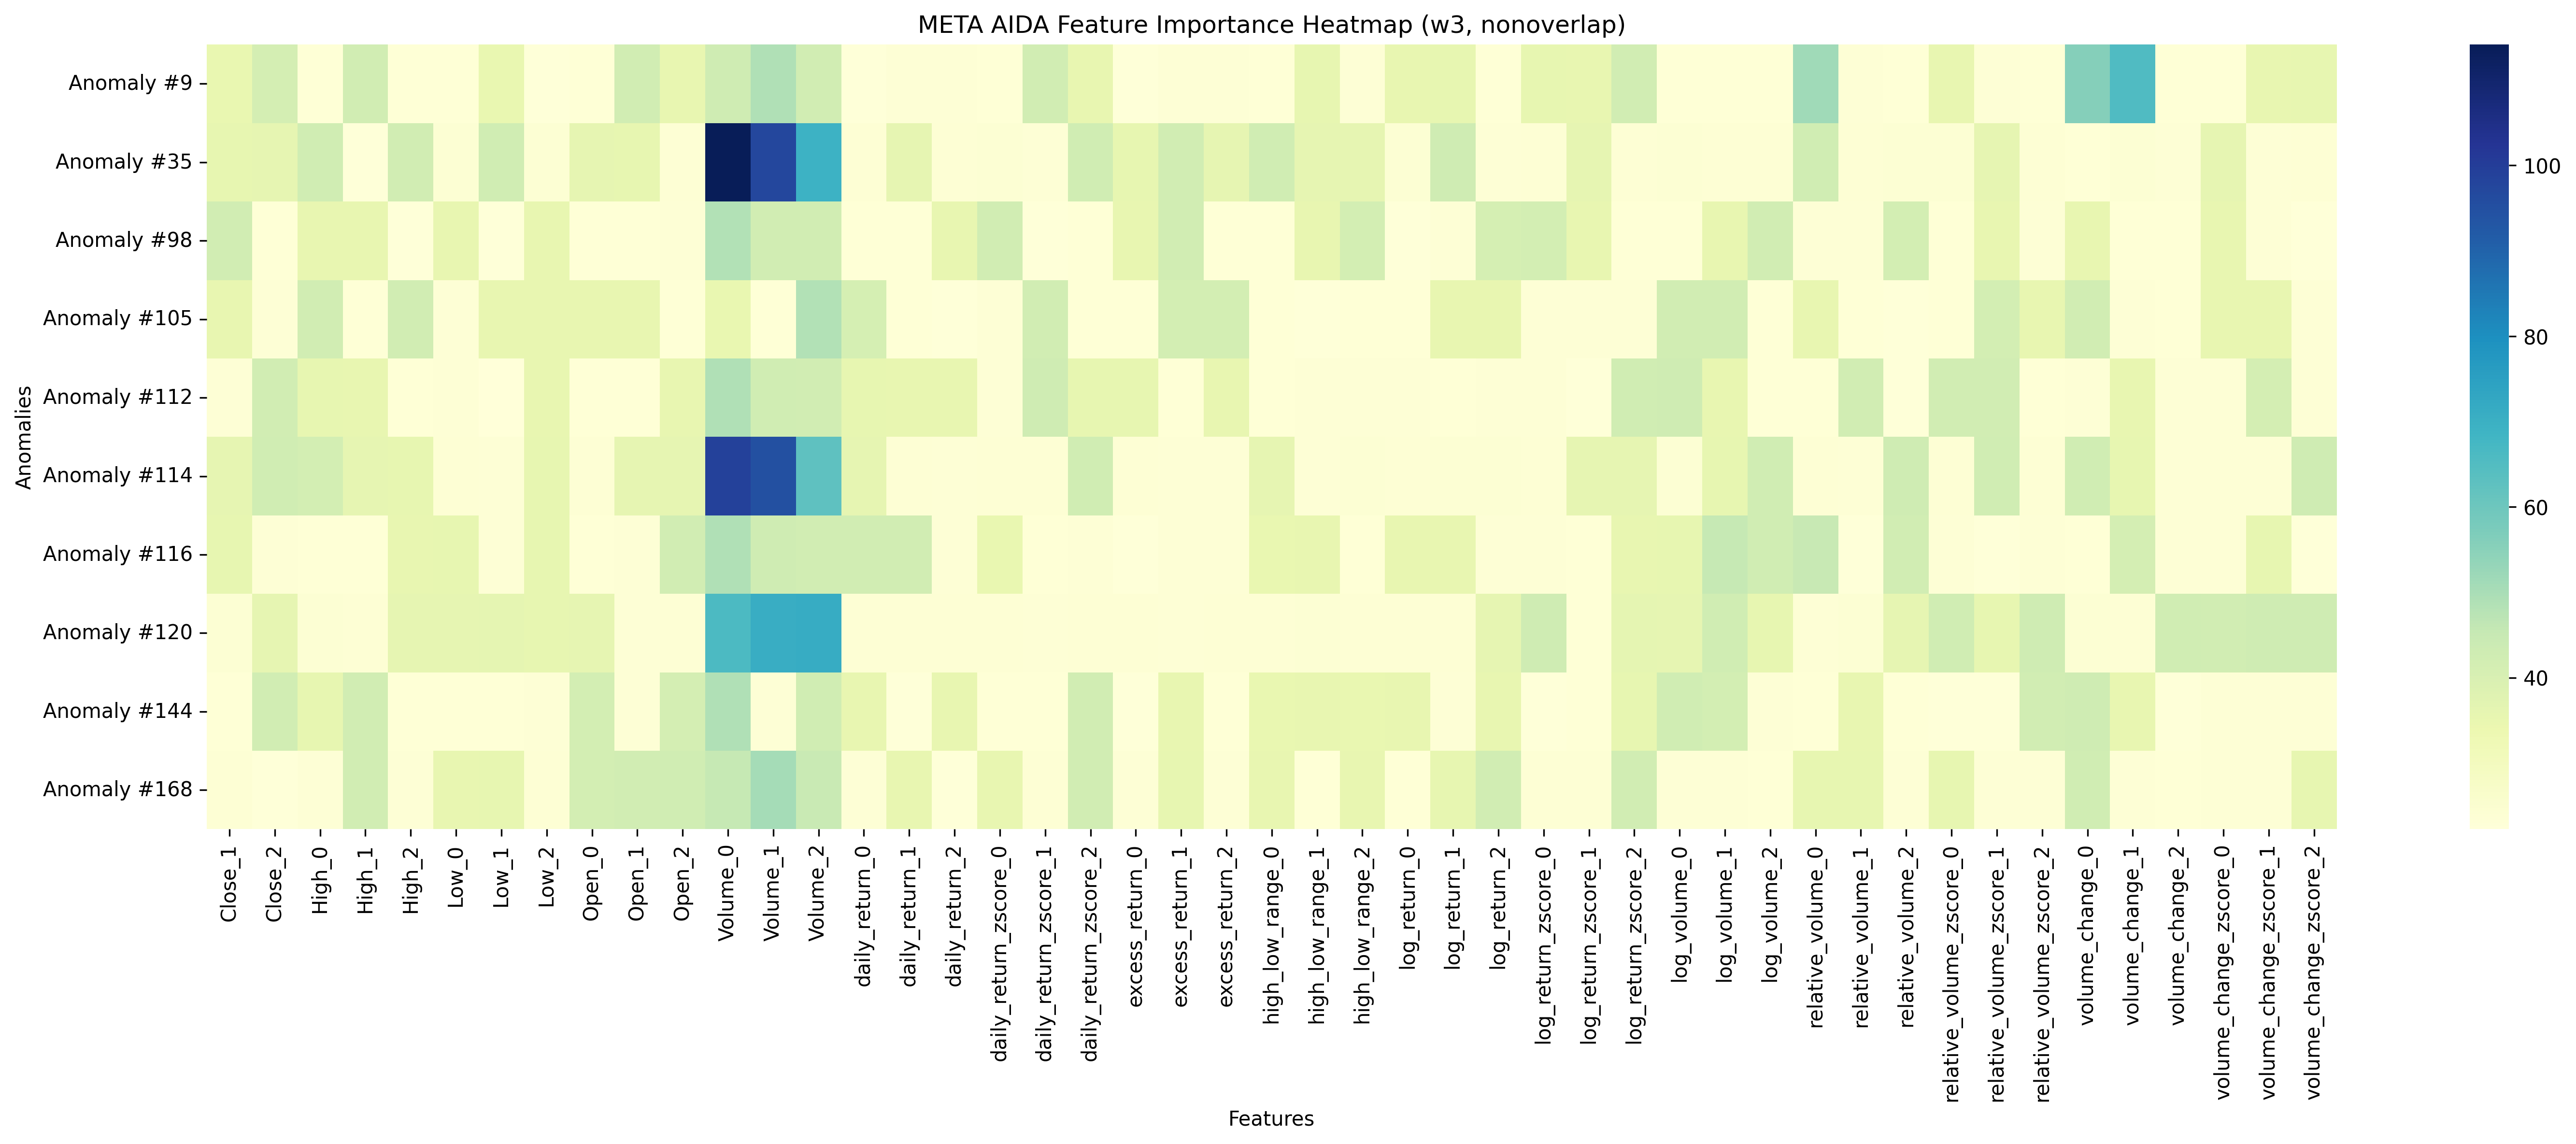 META AIDA Feature Importance Heatmap (w3, nonoverlap)
Anomalies
Anomaly #9
Anomaly #35
Anomaly #98
Anomaly #105
Anomaly #112
Anomaly #114
Anomaly #116
Anomaly #120
Anomaly #144
Anomaly #168
Close_1
Close_2
High_0
High_1
High_2
Low_0
Low_1
Low_2
Open_0
Open_1
Open_2
Volume_0
Volume_1
Volume_2
daily_return_0
daily_return_1
daily_return_2
daily_return_zscore_0
daily_return_zscore_1
daily_return_zscore_2
excess_return_0
excess_return_1
excess_return_2
high_low_range_0
high_low_range_1
high_low_range_2
log_return_0
log_return_1
log_return_2
log_return_zscore_0
log_return_zscore_1
log_return_zscore_2
log_volume_0
log_volume_1
log_volume_2
relative_volume_0
relative_volume_1
relative_volume_2
relative_volume_zscore_0
relative_volume_zscore_1
relative_volume_zscore_2
volume_change_0
volume_change_1
volume_change_2
volume_change_zscore_0
volume_change_zscore_1
volume_change_zscore_2
Features
100
80
60
40